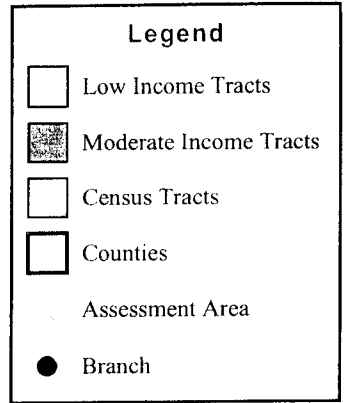 Legend
Low Income Tracts
Moderate Income Tracts
Census Tracts
Counties
Assessment Area
Branch